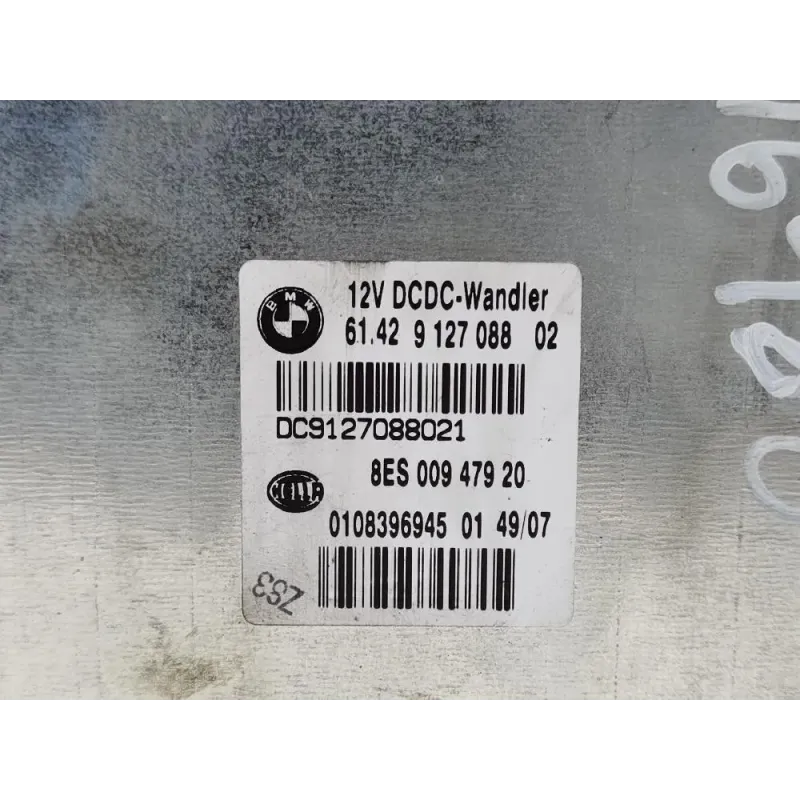 BMW
12V DCDC-Wandler
61.42 9 127 088 02
DC9127088021
HELLA
8ES 009 479 20
0108396945 01 49/07
ZS3